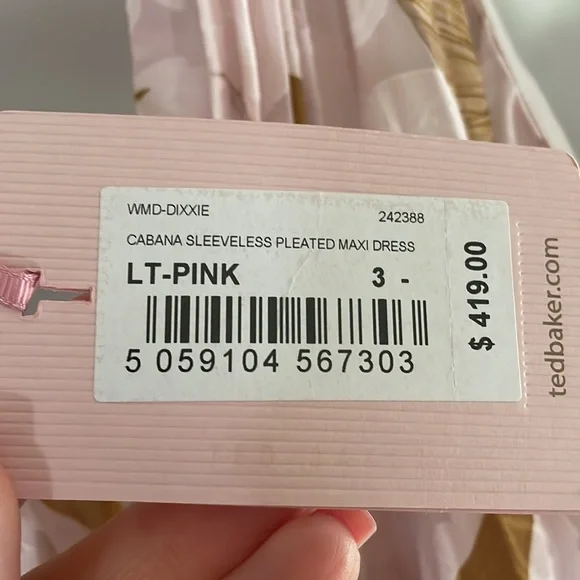 WMD-DIXXIE 242388
CABANA SLEEVELESS PLEATED MAXI DRESS
LT-PINK 3 -
5 059104 567303
$ 419.00
tedbaker.com